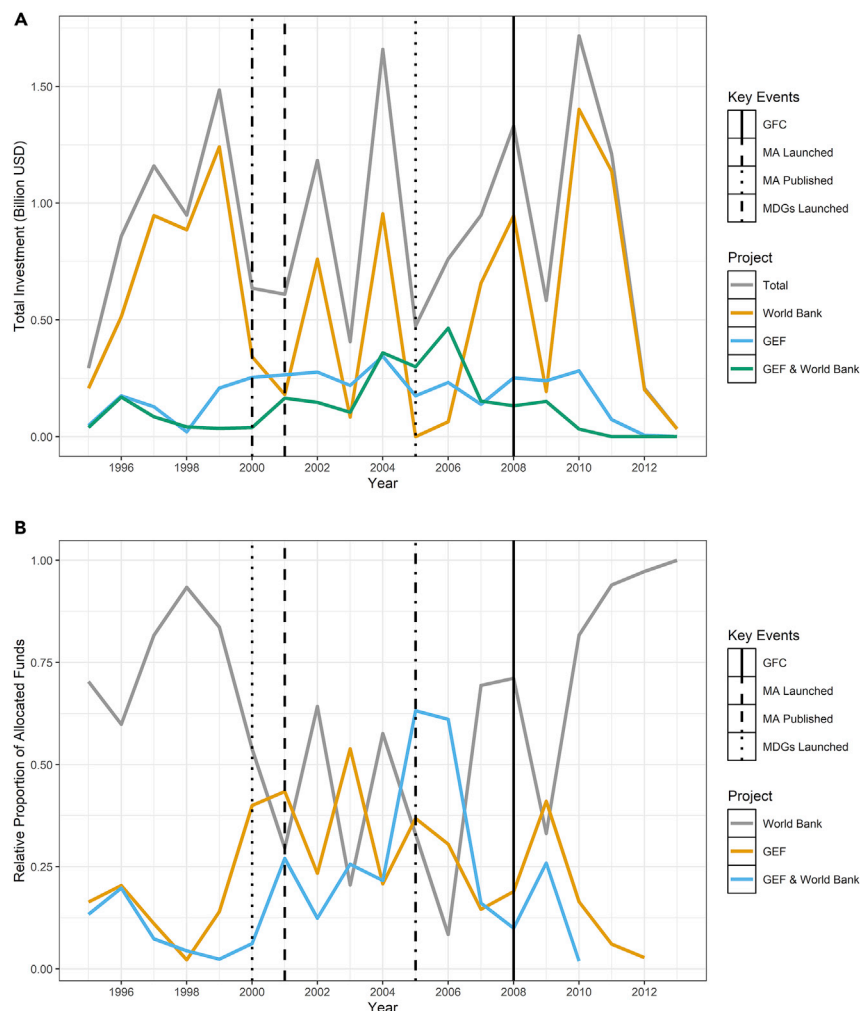 A
Total Investment (Billion USD)
1.50
1.00
0.50
0.00
1996 1998 2000 2002 2004 2006 2008 2010 2012
Year
Key Events
GFC
MA Launched
MA Published
MDGs Launched
Project
Total
World Bank
GEF
GEF & World Bank
B
Relative Proportion of Allocated Funds
1.00
0.75
0.50
0.25
0.00
1996 1998 2000 2002 2004 2006 2008 2010 2012
Year
Key Events
GFC
MA Launched
MA Published
MDGs Launched
Project
World Bank
GEF
GEF & World Bank